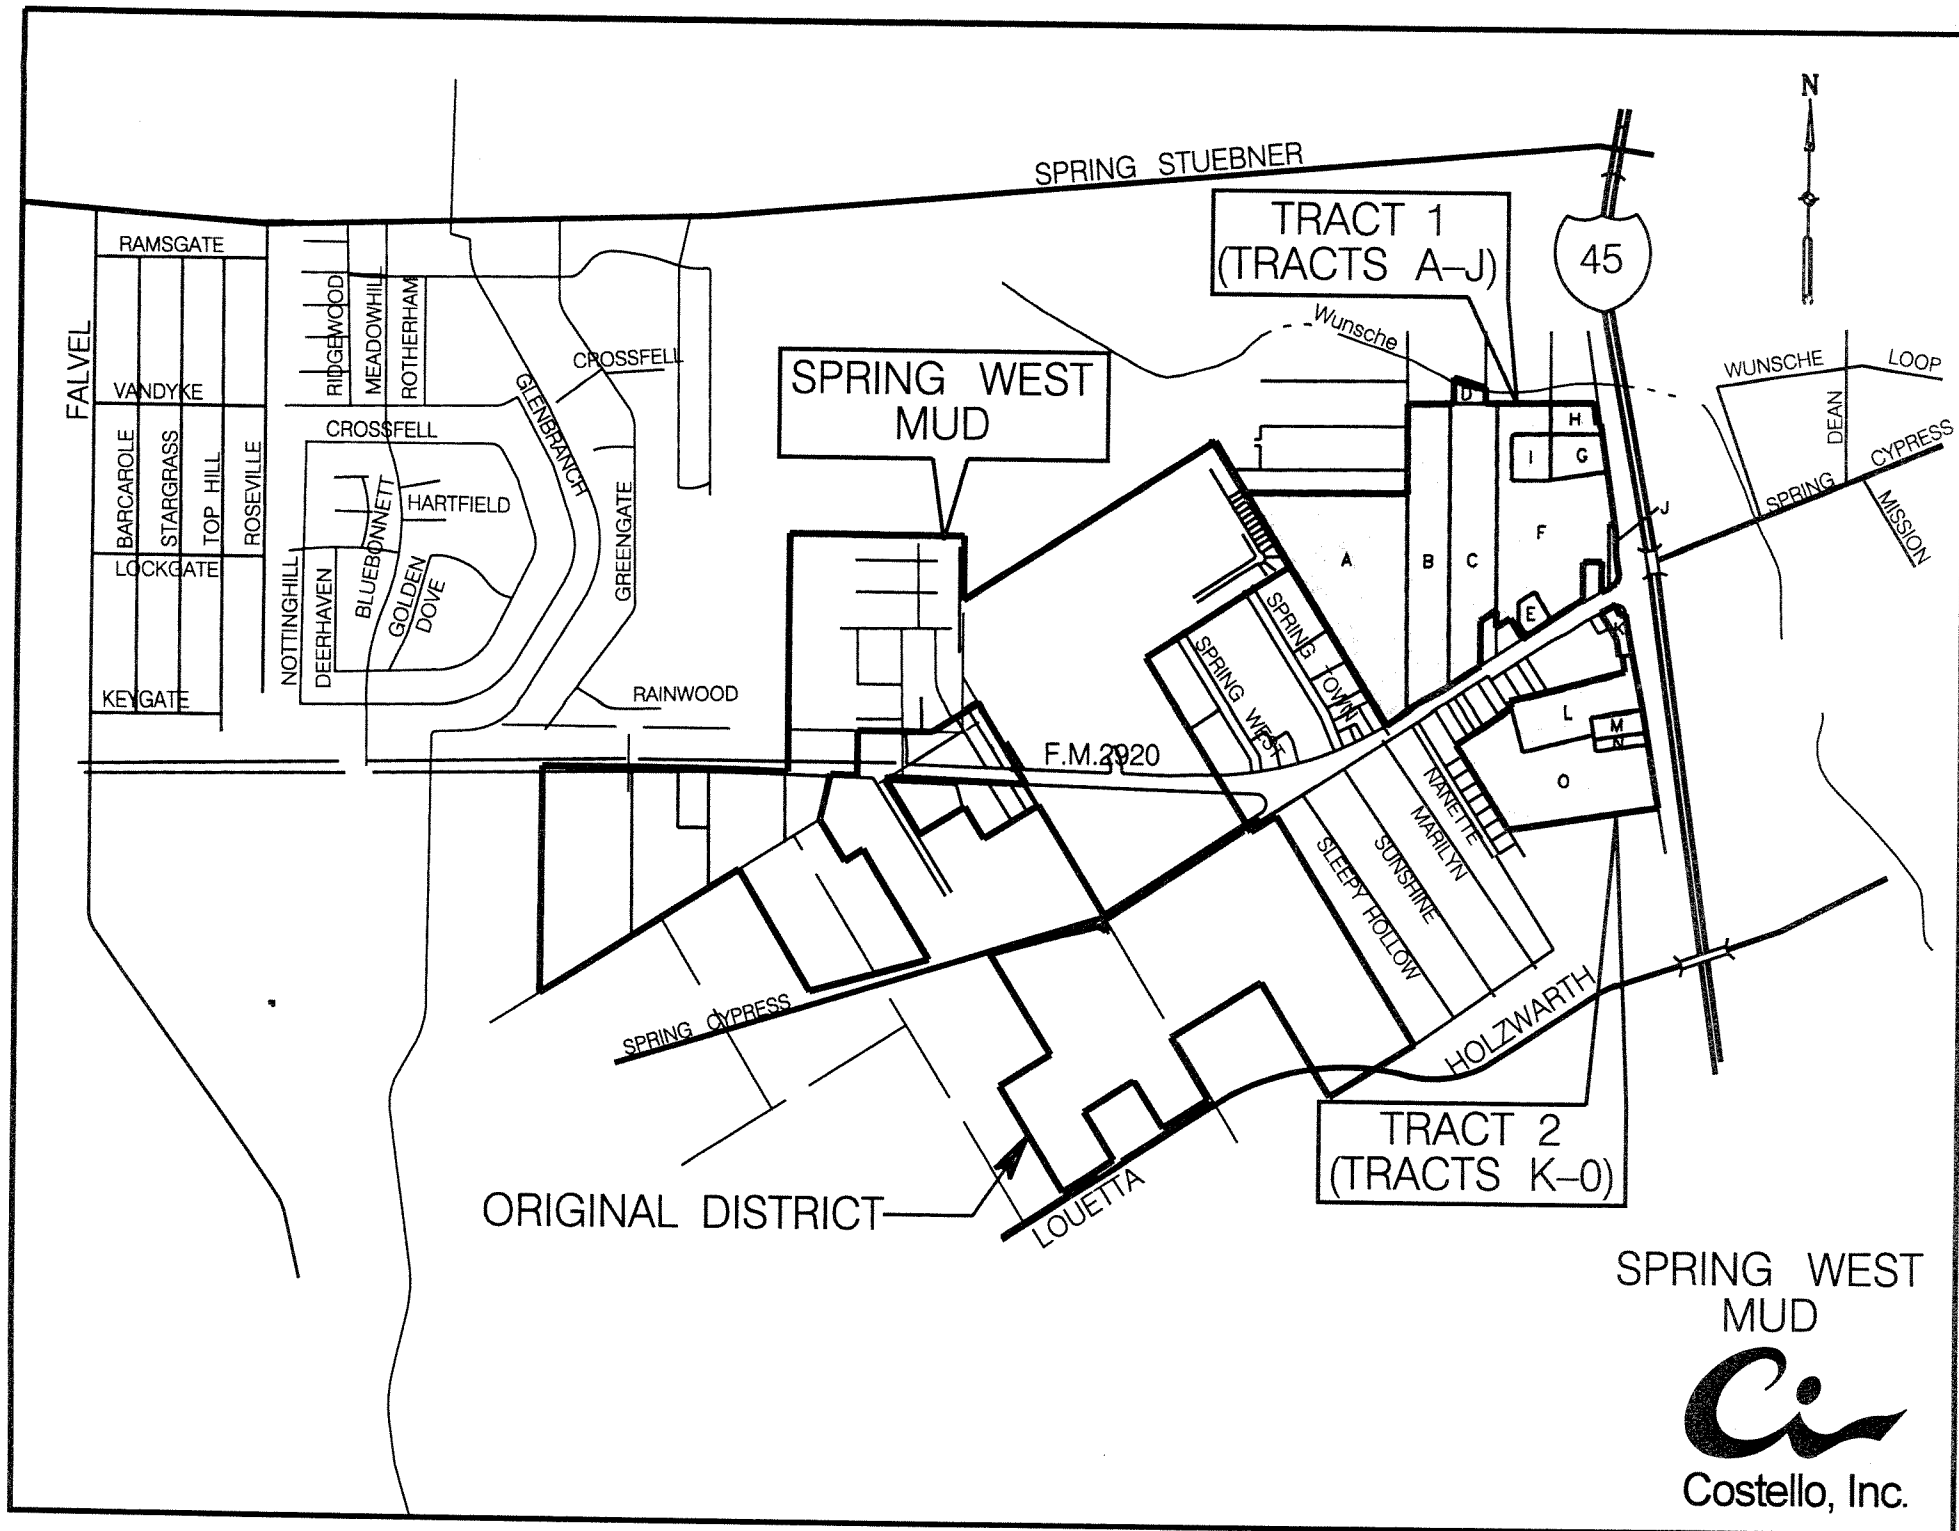 N
SPRING STUEBNER
TRACT 1
(TRACTS A-J)
45
RAMSGATE
FALVEL
RIDGEWOOD
MEADOWHILL
ROTHERHAM
Wunsche
WUNSCHE LOOP
DEAN
SPRING CYPRESS
MISSION
CROSSFELL
SPRING WEST
MUD
GLENBRANCH
VANDYKE
BARCAROLE
STARGRASS
TOP HILL
ROSEVILLE
CROSSFELL
BLUEBONNETT
HARTFIELD
GREENGATE
LOCKGATE
NOTTINGHILL
DEERHAVEN
GOLDEN
DOVE
KEYGATE
RAINWOOD
D
H
I
G
J
F
A
B
C
E
K
L
M
N
O
SPRING TOWN
SPRING WEST
F.M.2920
NANETTE
MARILYN
SUNSHINE
SLEEPY HOLLOW
SPRING CYPRESS
HOLZWARTH
TRACT 2
(TRACTS K-O)
ORIGINAL DISTRICT
LOUETTA
SPRING WEST
MUD
Ci
Costello, Inc.